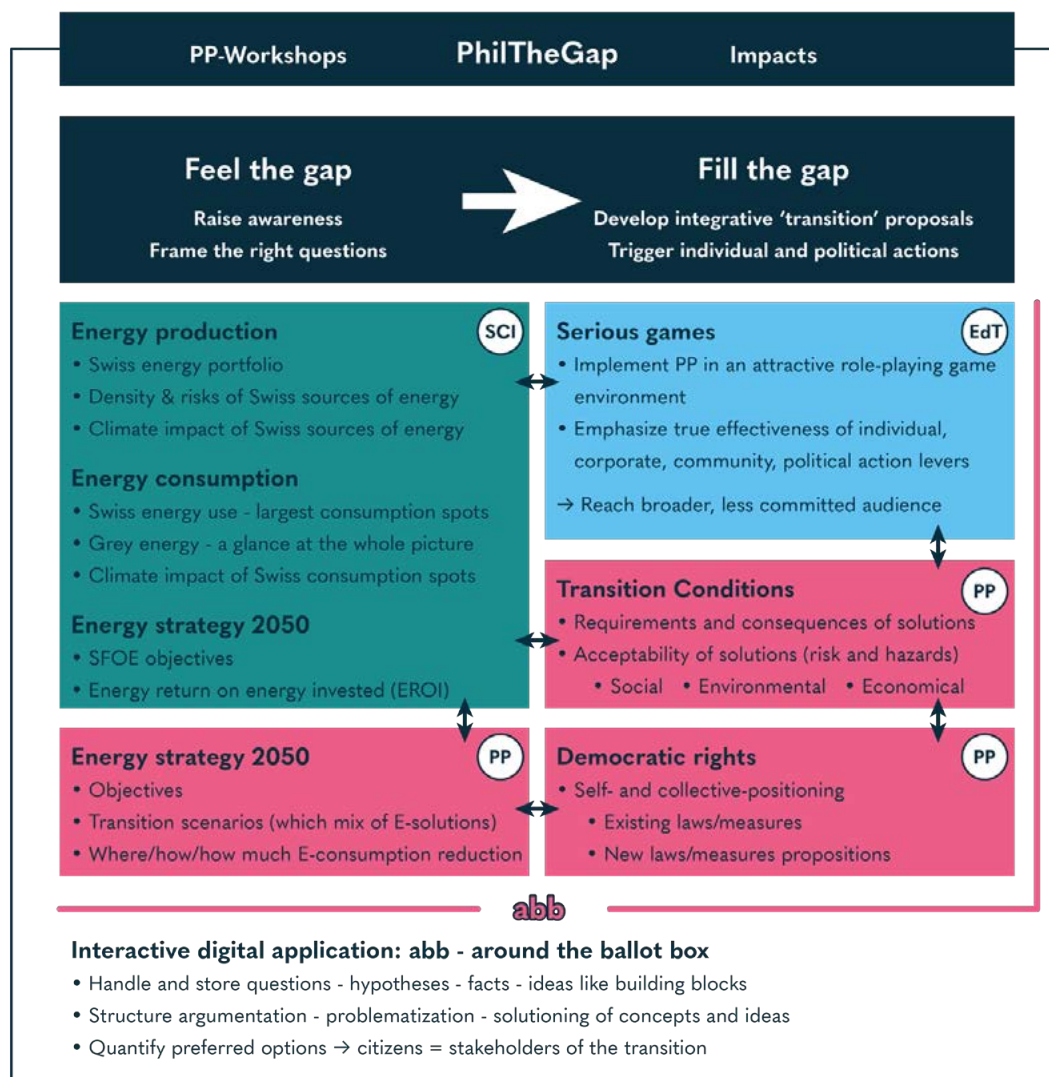 PP-Workshops PhilTheGap Impacts
Feel the gap
Raise awareness
Frame the right questions
Fill the gap
Develop integrative ‘transition’ proposals
Trigger individual and political actions
Energy production SCI
• Swiss energy portfolio
• Density & risks of Swiss sources of energy
• Climate impact of Swiss sources of energy
Energy consumption
• Swiss energy use - largest consumption spots
• Grey energy - a glance at the whole picture
• Climate impact of Swiss consumption spots
Energy strategy 2050
• SFOE objectives
• Energy return on energy invested (EROI)
Serious games EdT
• Implement PP in an attractive role-playing game
environment
• Emphasize true effectiveness of individual,
corporate, community, political action levers
→ Reach broader, less committed audience
Transition Conditions PP
• Requirements and consequences of solutions
• Acceptability of solutions (risk and hazards)
• Social • Environmental • Economical
Energy strategy 2050 PP
• Objectives
• Transition scenarios (which mix of E-solutions)
• Where/how/how much E-consumption reduction
Democratic rights PP
• Self- and collective-positioning
• Existing laws/measures
• New laws/measures propositions
abb
Interactive digital application: abb - around the ballot box
• Handle and store questions - hypotheses - facts - ideas like building blocks
• Structure argumentation - problematization - solutioning of concepts and ideas
• Quantify preferred options → citizens = stakeholders of the transition